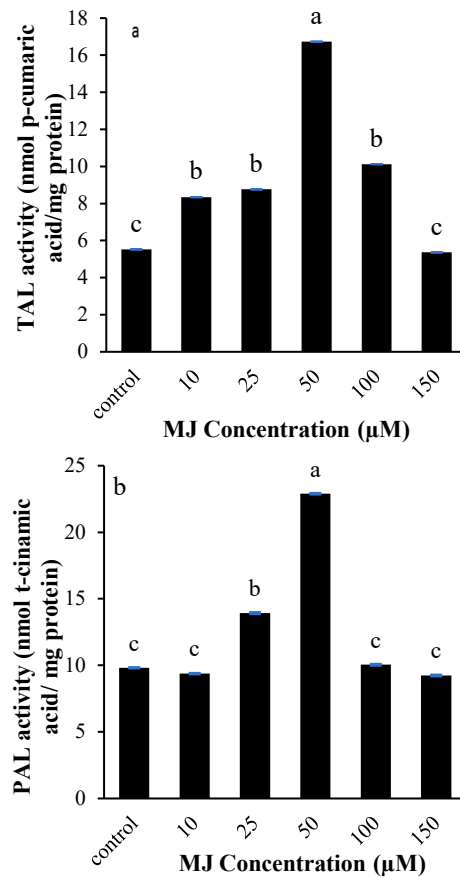 TAL activity (nmol p-cumaric
acid/mg protein)
18
16
14
12
10
8
6
4
2
0
a
c
b
b
a
b
c
control
10
25
50
100
150
MJ Concentration (µM)
PAL activity (nmol t-cinamic
acid/ mg protein)
25
20
15
10
5
0
b
c
c
b
a
c
c
control
10
25
50
100
150
MJ Concentration (µM)